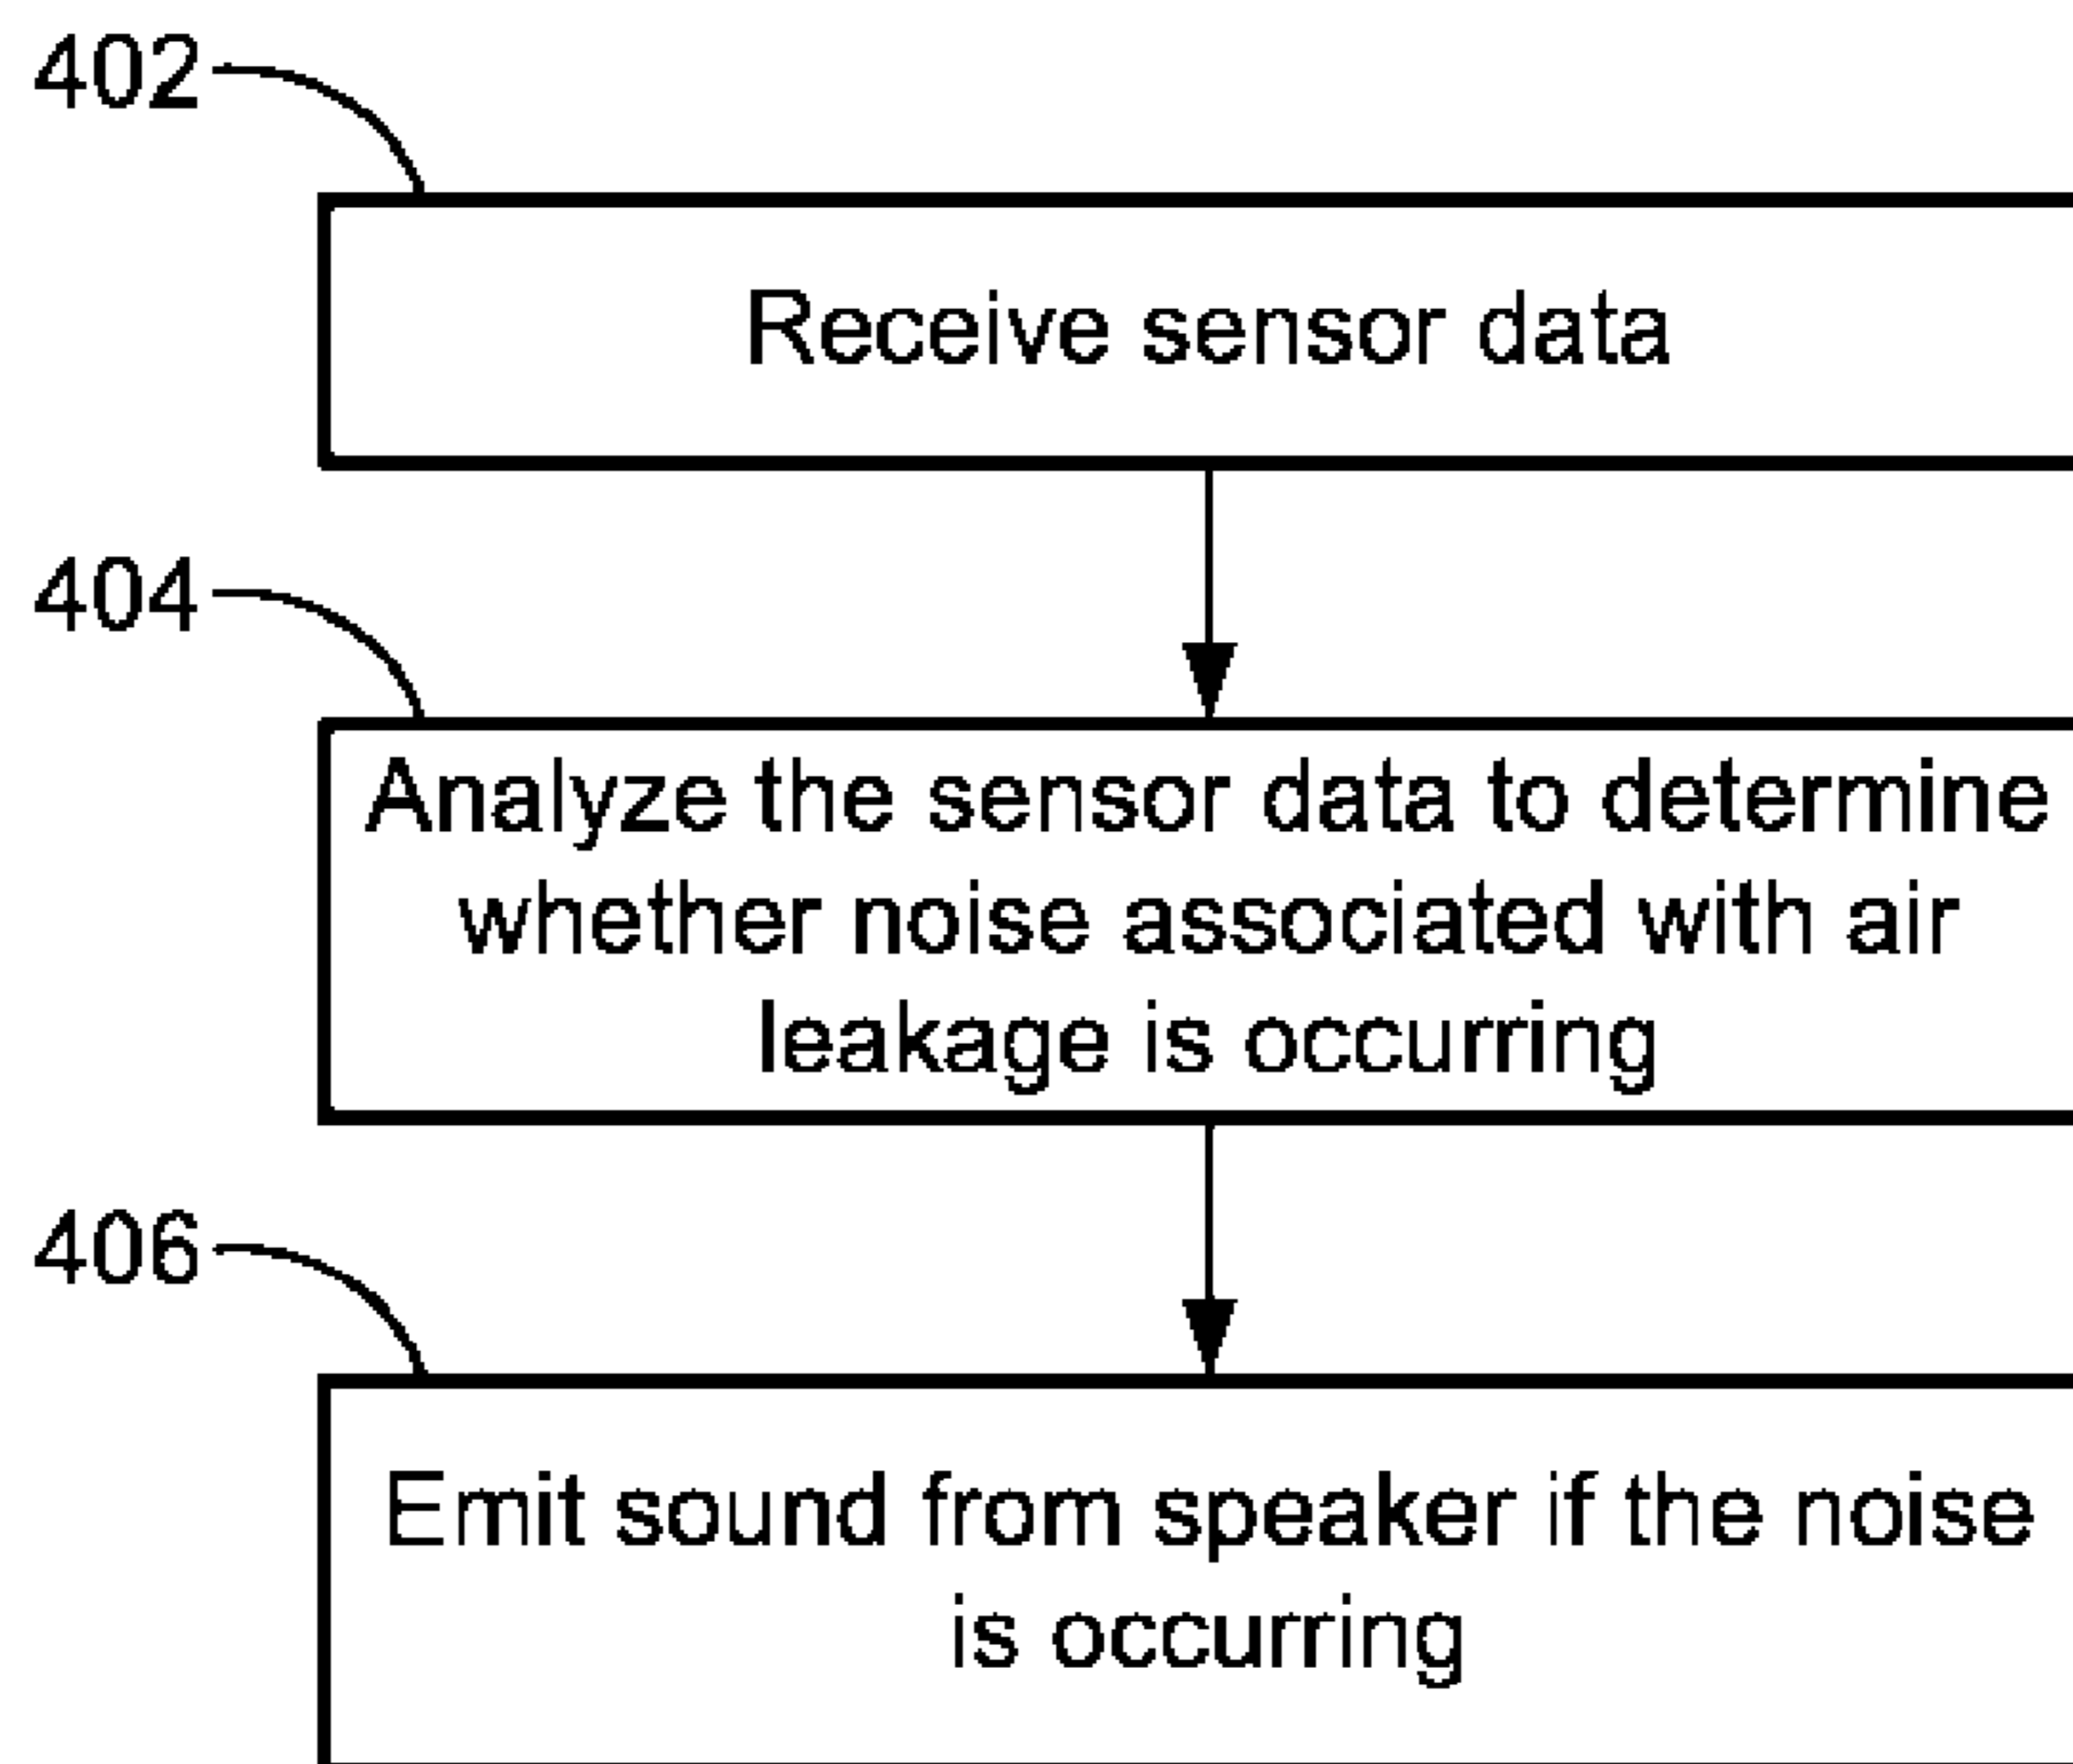 402
Receive sensor data
404
Analyze the sensor data to determine
whether noise associated with air
leakage is occurring
406
Emit sound from speaker if the noise
is occurring